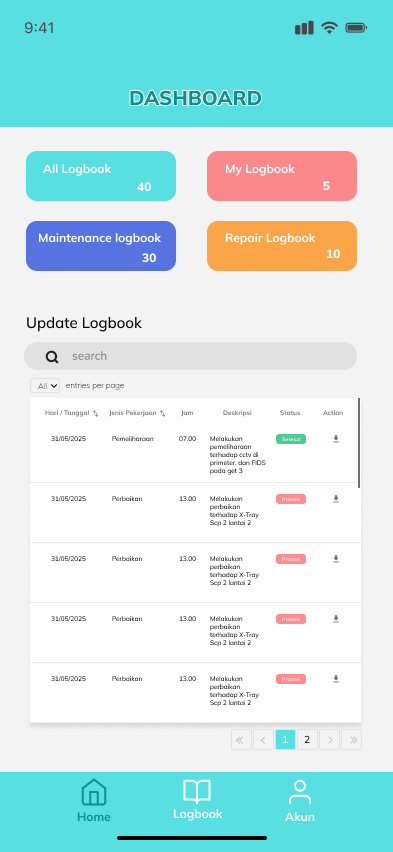 9:41
DASHBOARD
All Logbook
40
My Logbook
5
Maintenance logbook
30
Repair Logbook
10
Update Logbook
search
All entries per page
Hari / Tanggal Jenis Pekerjaan Jam Deskripsi Status Action
31/05/2025 Pemeliharaan 07.00 Melakukan Selesai
pemeliharaan
terhadap cctv di
primeter, dan FIDS
pada get 3
31/05/2025 Perbaikan 13.00 Melakukan Proses
perbaikan
terhadap X-Tray
Scp 2 lantai 2
31/05/2025 Perbaikan 13.00 Melakukan Proses
perbaikan
terhadap X-Tray
Scp 2 lantai 2
31/05/2025 Perbaikan 13.00 Melakukan Proses
perbaikan
terhadap X-Tray
Scp 2 lantai 2
31/05/2025 Perbaikan 13.00 Melakukan Proses
perbaikan
terhadap X-Tray
Scp 2 lantai 2
« ‹ 1 2 › »
Home Logbook Akun